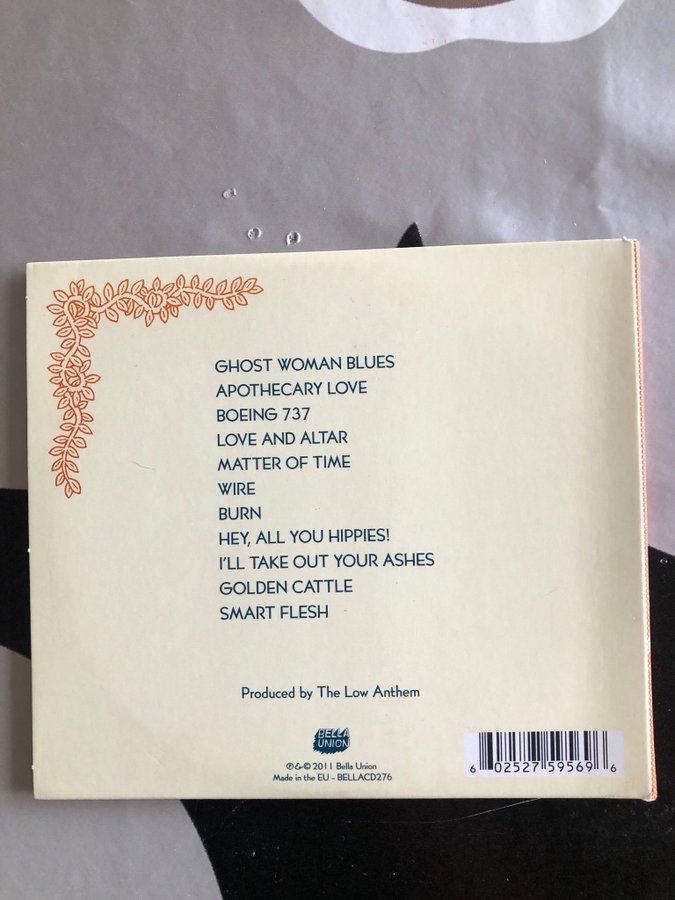 GHOST WOMAN BLUES
APOTHECARY LOVE
BOEING 737
LOVE AND ALTAR
MATTER OF TIME
WIRE
BURN
HEY, ALL YOU HIPPIES!
I'LL TAKE OUT YOUR ASHES
GOLDEN CATTLE
SMART FLESH
Produced by The Low Anthem
BELLA
UNION
℗&© 2011 Bella Union
Made in the EU – BELLACD276
6 02527 59569 6